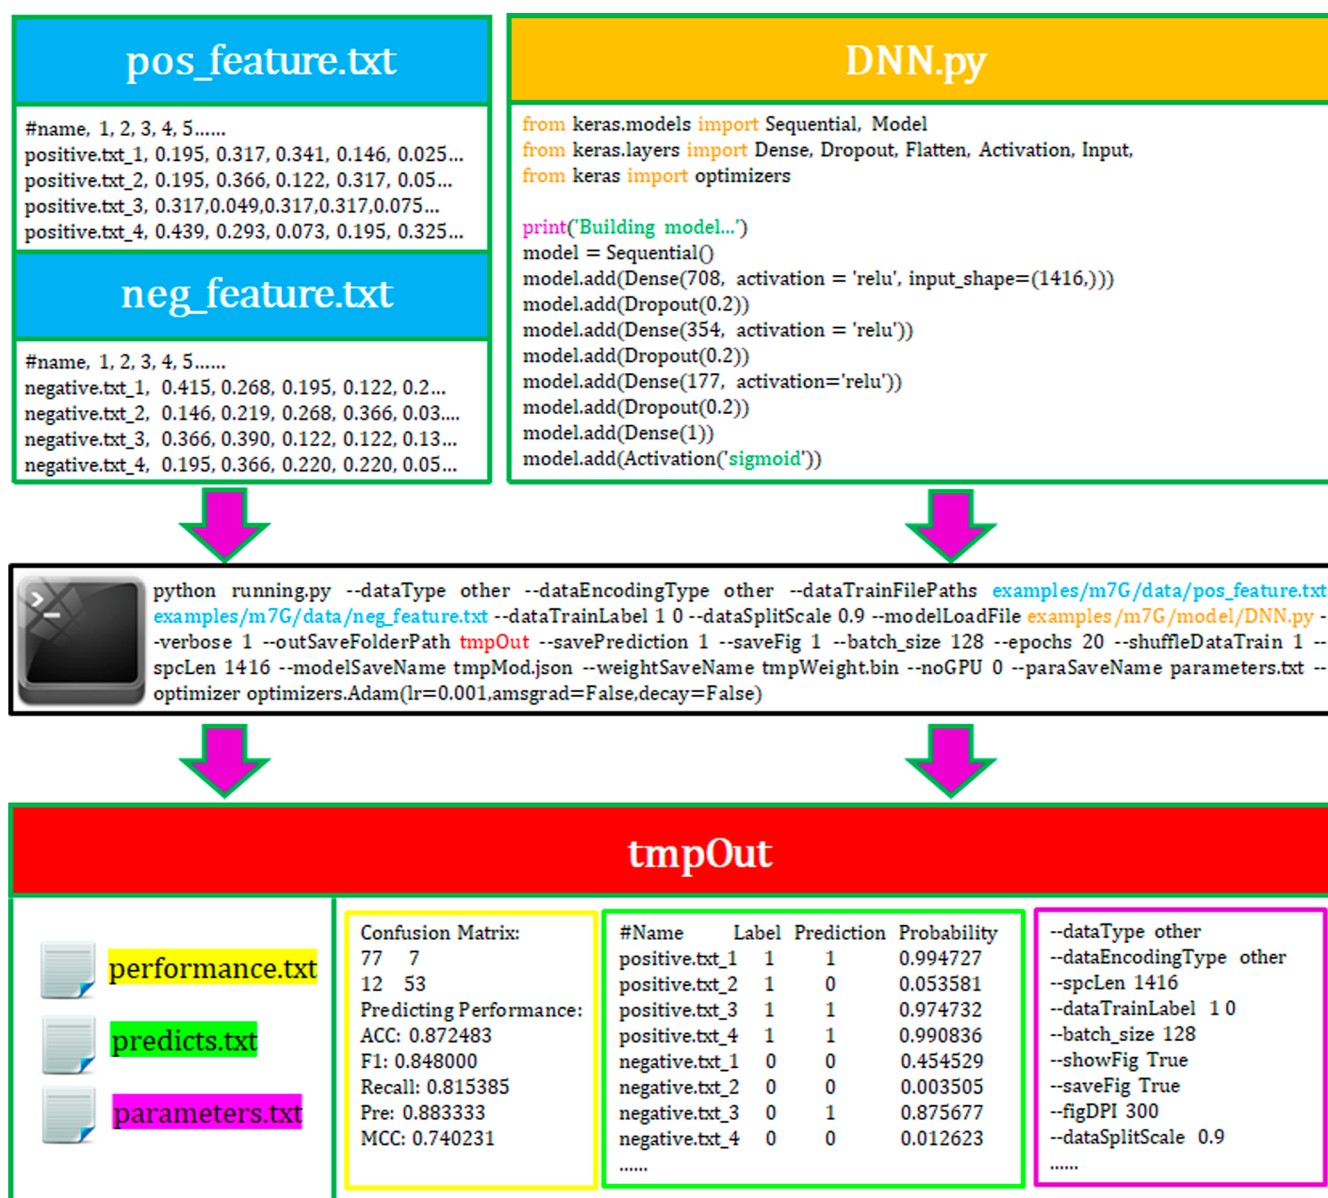 pos_feature.txt
#name, 1, 2, 3, 4, 5......
positive.txt_1, 0.195, 0.317, 0.341, 0.146, 0.025...
positive.txt_2, 0.195, 0.366, 0.122, 0.317, 0.05...
positive.txt_3, 0.317,0.049,0.317,0.317,0.075...
positive.txt_4, 0.439, 0.293, 0.073, 0.195, 0.325...
neg_feature.txt
#name, 1, 2, 3, 4, 5......
negative.txt_1, 0.415, 0.268, 0.195, 0.122, 0.2...
negative.txt_2, 0.146, 0.219, 0.268, 0.366, 0.03....
negative.txt_3, 0.366, 0.390, 0.122, 0.122, 0.13...
negative.txt_4, 0.195, 0.366, 0.220, 0.220, 0.05...
DNN.py
from keras.models import Sequential, Model
from keras.layers import Dense, Dropout, Flatten, Activation, Input,
from keras import optimizers
print('Building model...')
model = Sequential()
model.add(Dense(708, activation = 'relu', input_shape=(1416,)))
model.add(Dropout(0.2))
model.add(Dense(354, activation = 'relu'))
model.add(Dropout(0.2))
model.add(Dense(177, activation='relu'))
model.add(Dropout(0.2))
model.add(Dense(1))
model.add(Activation('sigmoid'))
python running.py --dataType other --dataEncodingType other --dataTrainFilePaths examples/m7G/data/pos_feature.txt
examples/m7G/data/neg_feature.txt --dataTrainLabel 1 0 --dataSplitScale 0.9 --modelLoadFile examples/m7G/model/DNN.py -
-verbose 1 --outSaveFolderPath tmpOut --savePrediction 1 --saveFig 1 --batch_size 128 --epochs 20 --shuffleDataTrain 1 --
spcLen 1416 --modelSaveName tmpMod.json --weightSaveName tmpWeight.bin --noGPU 0 --paraSaveName parameters.txt --
optimizer optimizers.Adam(lr=0.001,amsgrad=False,decay=False)
tmpOut
performance.txt
predicts.txt
parameters.txt
Confusion Matrix:
77 7
12 53
Predicting Performance:
ACC: 0.872483
F1: 0.848000
Recall: 0.815385
Pre: 0.883333
MCC: 0.740231
#Name Label Prediction Probability
positive.txt_1 1 1 0.994727
positive.txt_2 1 0 0.053581
positive.txt_3 1 1 0.974732
positive.txt_4 1 1 0.990836
negative.txt_1 0 0 0.454529
negative.txt_2 0 0 0.003505
negative.txt_3 0 1 0.875677
negative.txt_4 0 0 0.012623
......
--dataType other
--dataEncodingType other
--spcLen 1416
--dataTrainLabel 1 0
--batch_size 128
--showFig True
--saveFig True
--figDPI 300
--dataSplitScale 0.9
......